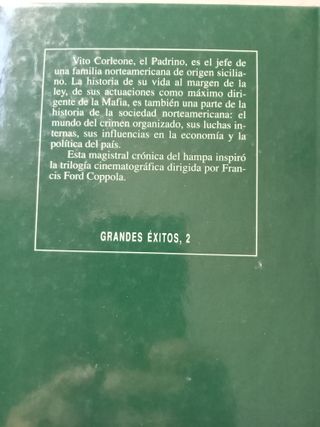 Vito Corleone, el Padrino, es el jefe de
una familia norteamericana de origen sicilia-
no. La historia de su vida al margen de la
ley, de sus actuaciones como máximo diri-
gente de la Mafia, es también una parte de la
historia de la sociedad norteamericana: el
mundo del crimen organizado, sus luchas in-
ternas, sus influencias en la economía y la
política del país.
Esta magistral crónica del hampa inspiró
la trilogía cinematográfica dirigida por Fran-
cis Ford Coppola.
GRANDES ÉXITOS, 2